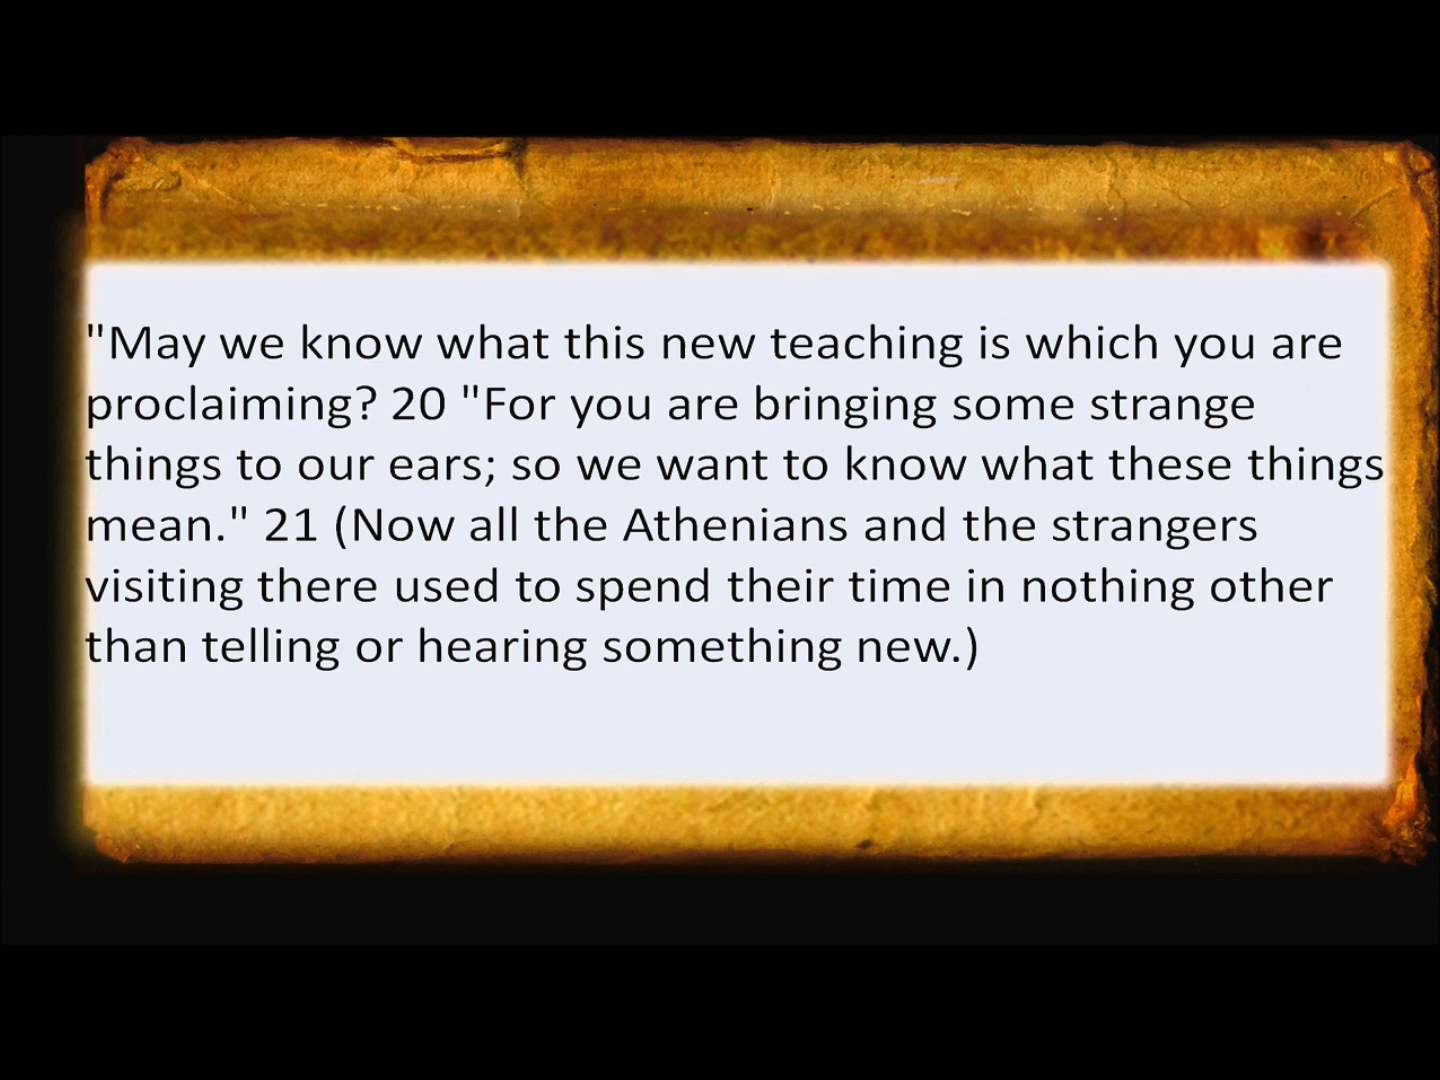 "May we know what this new teaching is which you are
proclaiming? 20 "For you are bringing some strange
things to our ears; so we want to know what these things
mean." 21 (Now all the Athenians and the strangers
visiting there used to spend their time in nothing other
than telling or hearing something new.)